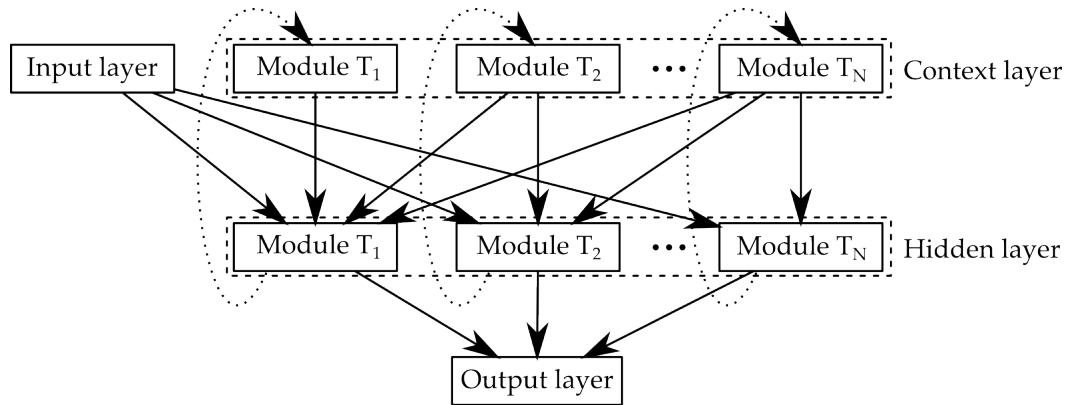 Input layer
Module T1
Module T2
...
Module TN
Context layer
Module T1
Module T2
...
Module TN
Hidden layer
Output layer